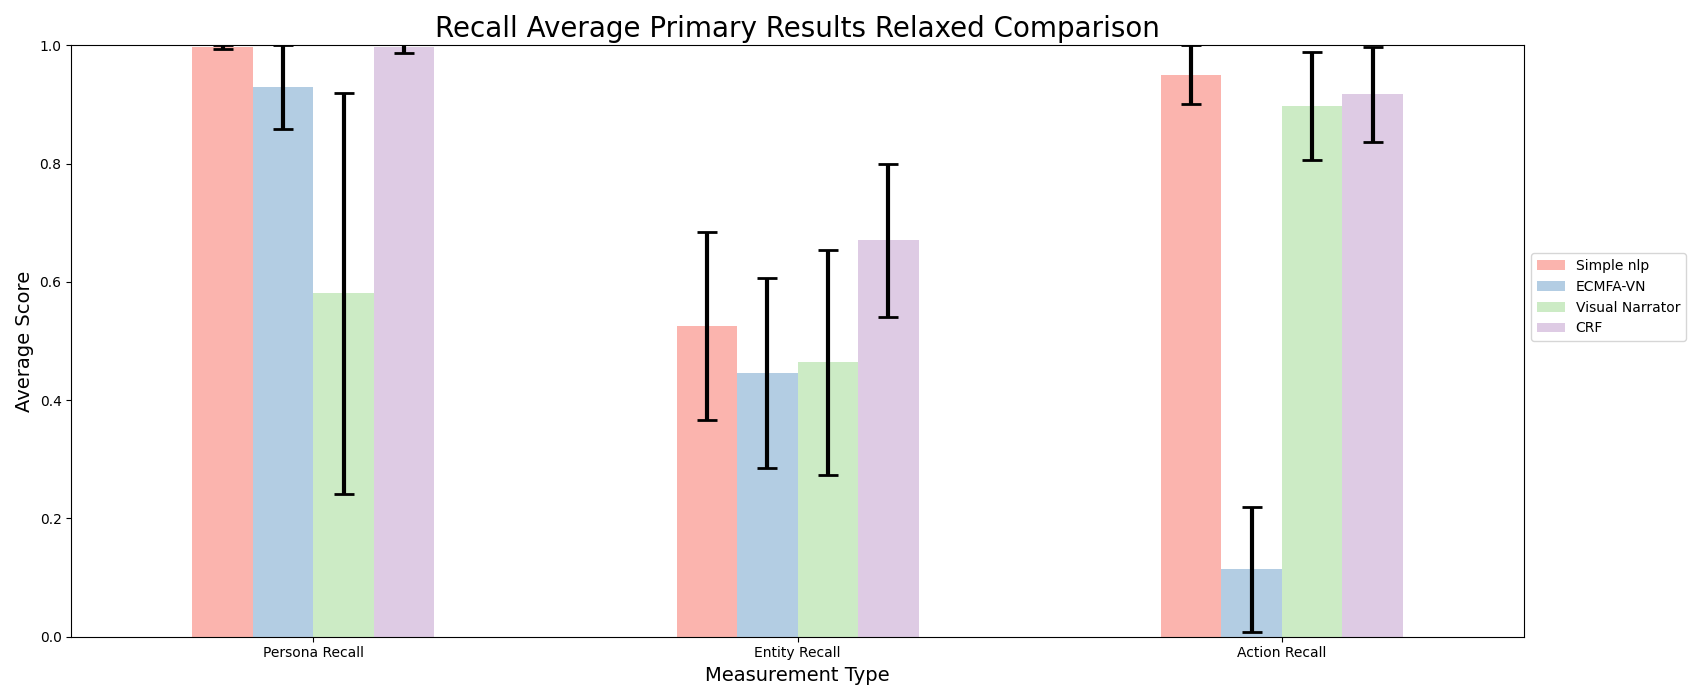 Recall Average Primary Results Relaxed Comparison
1.0
0.8
0.6
0.4
0.2
0.0
Average Score
Persona Recall
Entity Recall
Action Recall
Measurement Type
Simple nlp
ECMFA-VN
Visual Narrator
CRF